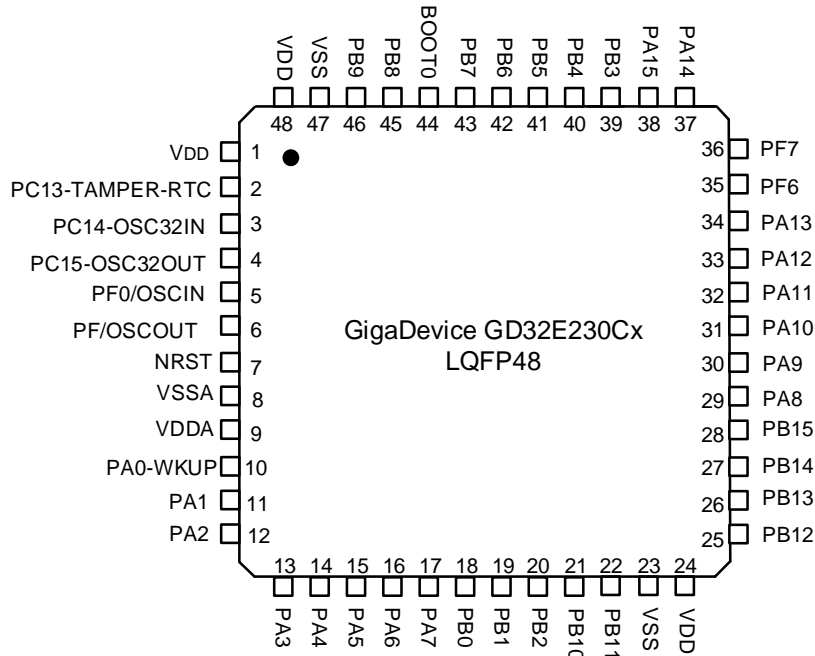 VDD
VSS
PB9
PB8
BOOT0
PB7
PB6
PB5
PB4
PB3
PA15
PA14
48 47 46 45 44 43 42 41 40 39 38 37
VDD 1
PC13-TAMPER-RTC 2
PC14-OSC32IN 3
PC15-OSC32OUT 4
PF0/OSCIN 5
PF/OSCOUT 6
NRST 7
VSSA 8
VDDA 9
PA0-WKUP 10
PA1 11
PA2 12
GigaDevice GD32E230Cx
LQFP48
36 PF7
35 PF6
34 PA13
33 PA12
32 PA11
31 PA10
30 PA9
29 PA8
28 PB15
27 PB14
26 PB13
25 PB12
13 14 15 16 17 18 19 20 21 22 23 24
PA3
PA4
PA5
PA6
PA7
PB0
PB1
PB2
PB10
PB11
VSS
VDD